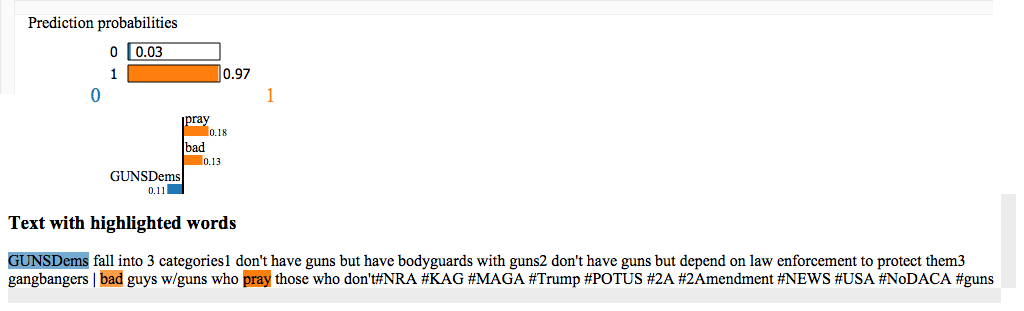 Prediction probabilities
0 0.03
1 0.97
0 1
pray
0.18
bad
0.13
GUNSDems
0.11
Text with highlighted words
GUNSDems fall into 3 categories1 don't have guns but have bodyguards with guns2 don't have guns but depend on law enforcement to protect them3
gangbangers | bad guys w/guns who pray those who don't#NRA #KAG #MAGA #Trump #POTUS #2A #2Amendment #NEWS #USA #NoDACA #guns